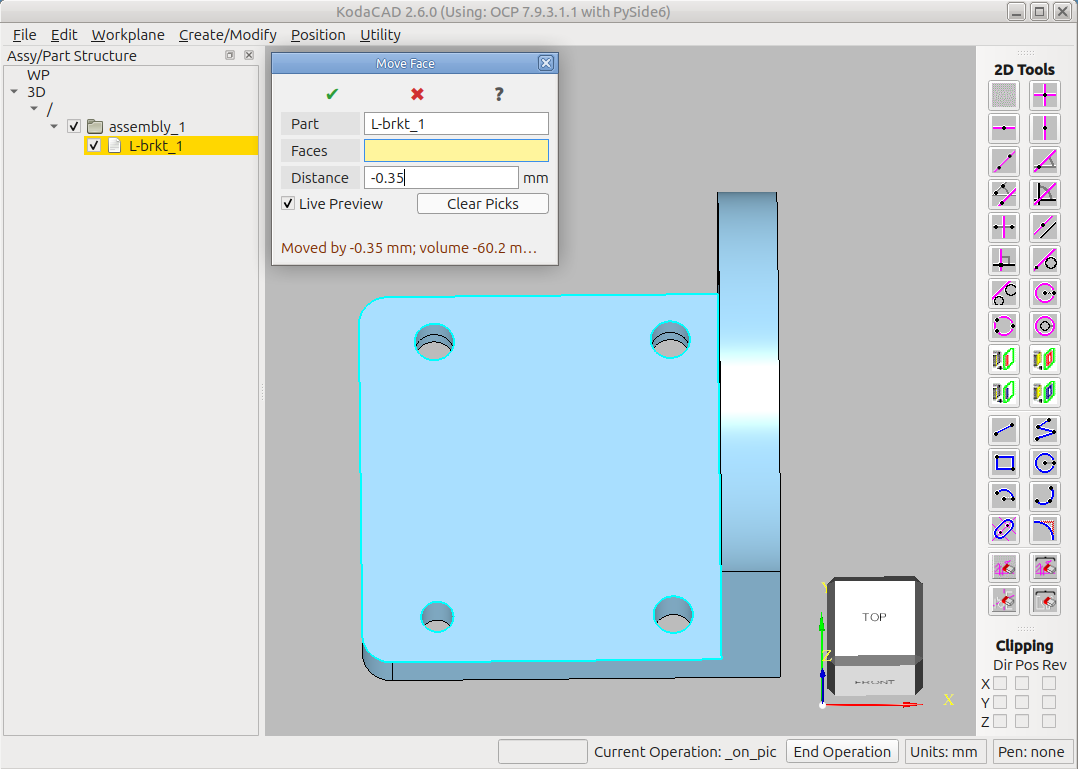 KodaCAD 2.6.0 (Using: OCP 7.9.3.1.1 with PySide6)
File Edit Workplane Create/Modify Position Utility
Assy/Part Structure
WP
3D
/
assembly_1
L-brkt_1
Move Face
?
Part L-brkt_1
Faces
Distance -0.35 mm
Live Preview Clear Picks
Moved by -0.35 mm; volume -60.2 m…
2D Tools
Y
TOP
Z
FRONT
X
Clipping
Dir Pos Rev
X
Y
Z
Current Operation: _on_pic End Operation Units: mm Pen: none